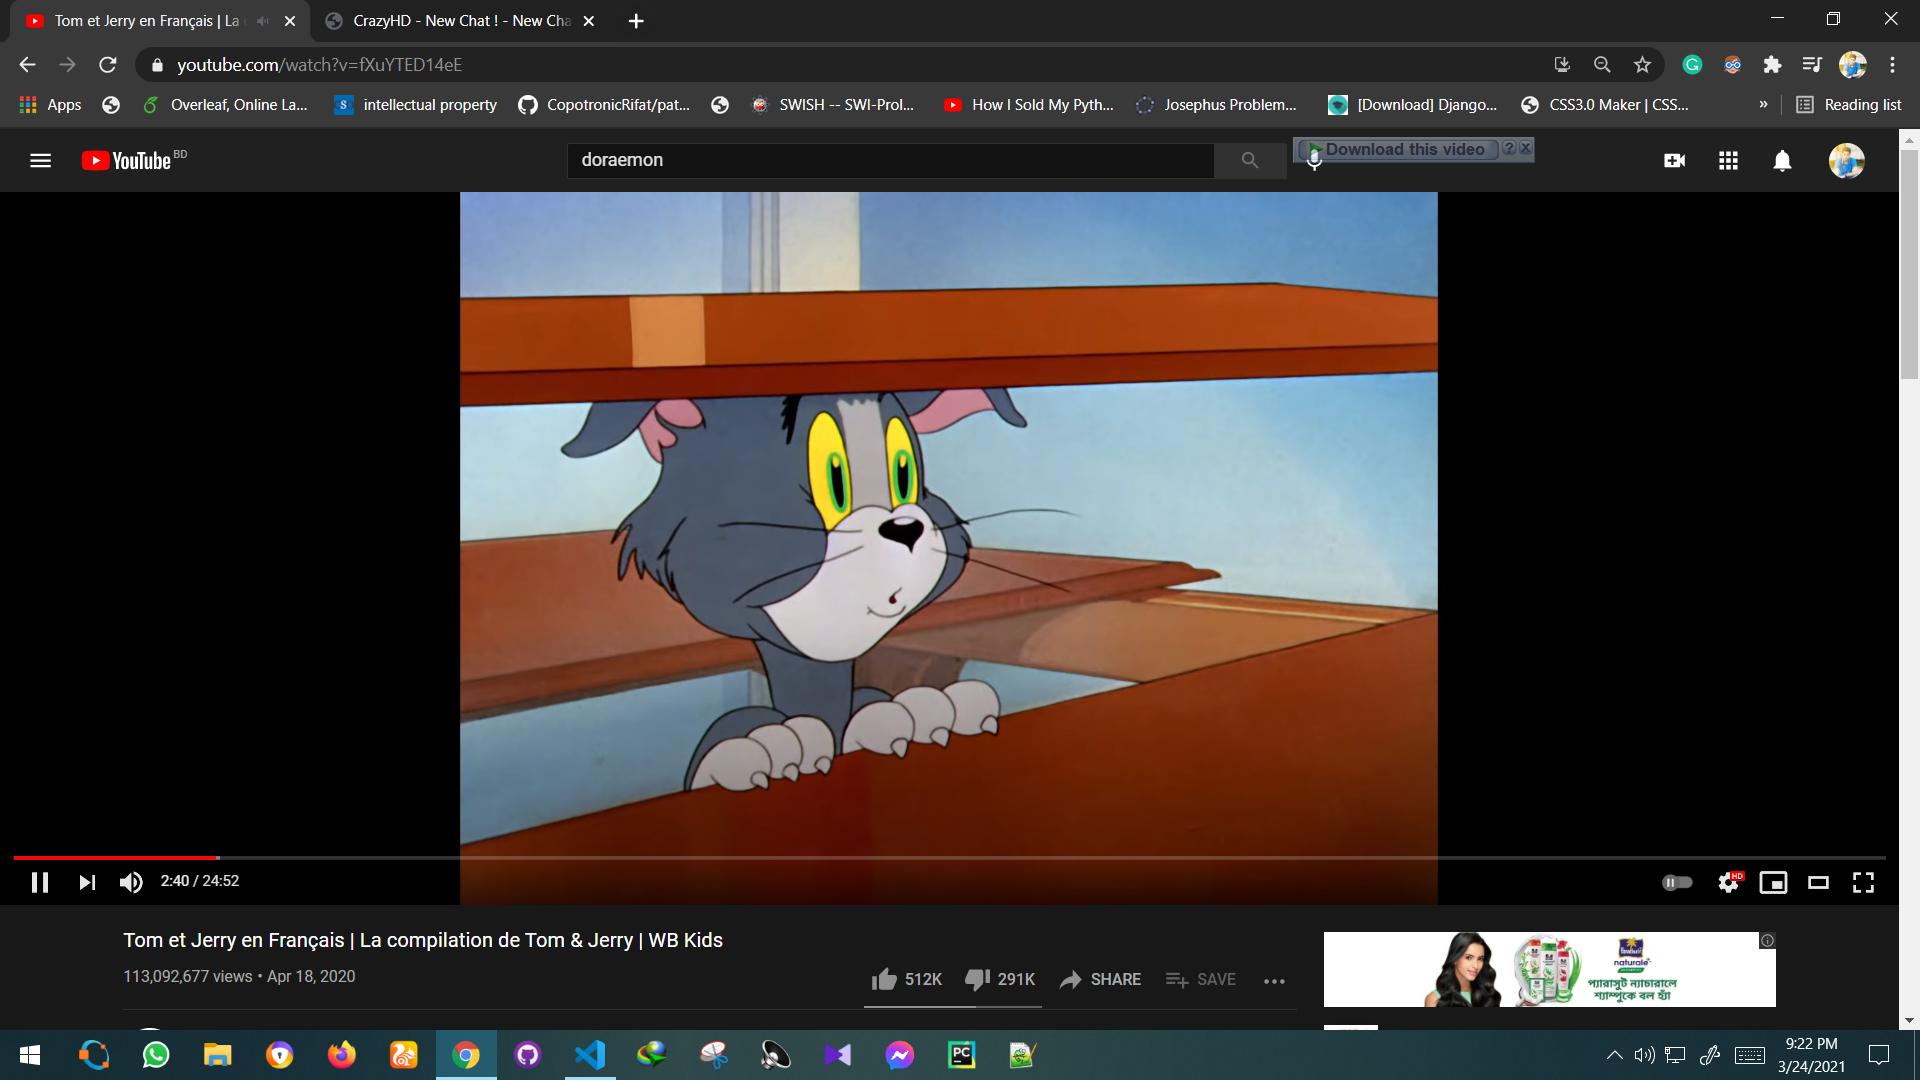 Tom et Jerry en Français | La
CrazyHD - New Chat ! - New Cha
youtube.com/watch?v=fXuYTED14eE
Apps
Overleaf, Online La...
intellectual property
CopotronicRifat/pat...
SWISH -- SWI-Prol...
How I Sold My Pyth...
Josephus Problem...
[Download] Django...
CSS3.0 Maker | CSS...
»
Reading list
YouTube BD
doraemon
Download this video ? X
2:40 / 24:52
HD
Tom et Jerry en Français | La compilation de Tom & Jerry | WB Kids
113,092,677 views • Apr 18, 2020
512K
291K
SHARE
SAVE
naturale
প্যারাসুট ন্যাচারালে
শ্যাম্পুকে বল হ্যাঁ
PC
9:22 PM
3/24/2021